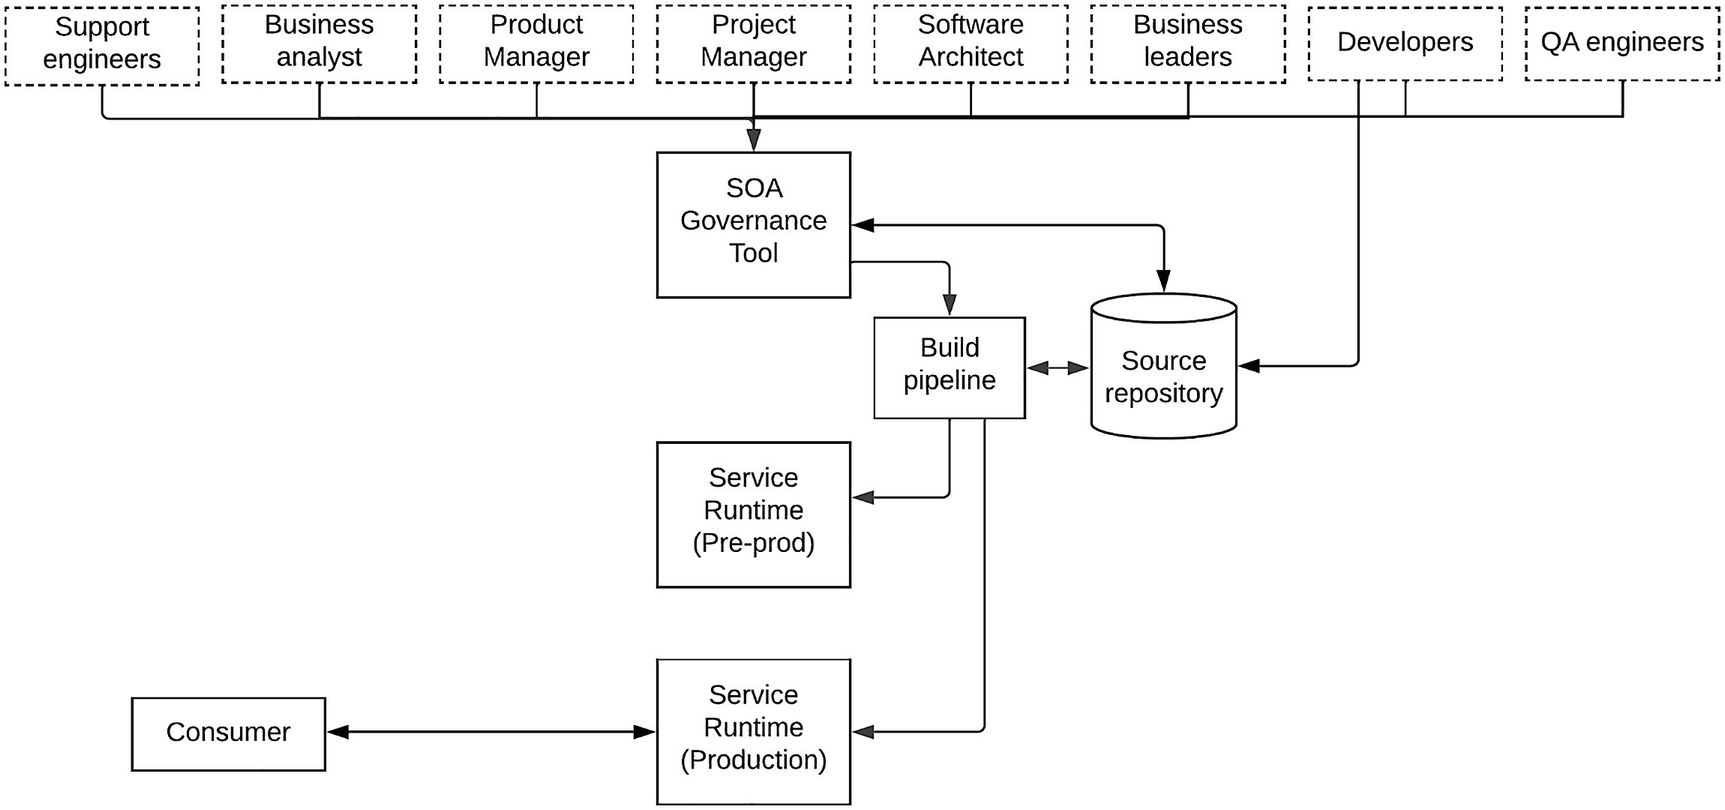 Support
engineers
Business
analyst
Product
Manager
Project
Manager
Software
Architect
Business
leaders
Developers
QA engineers
SOA
Governance
Tool
Build
pipeline
Source
repository
Service
Runtime
(Pre-prod)
Service
Runtime
(Production)
Consumer